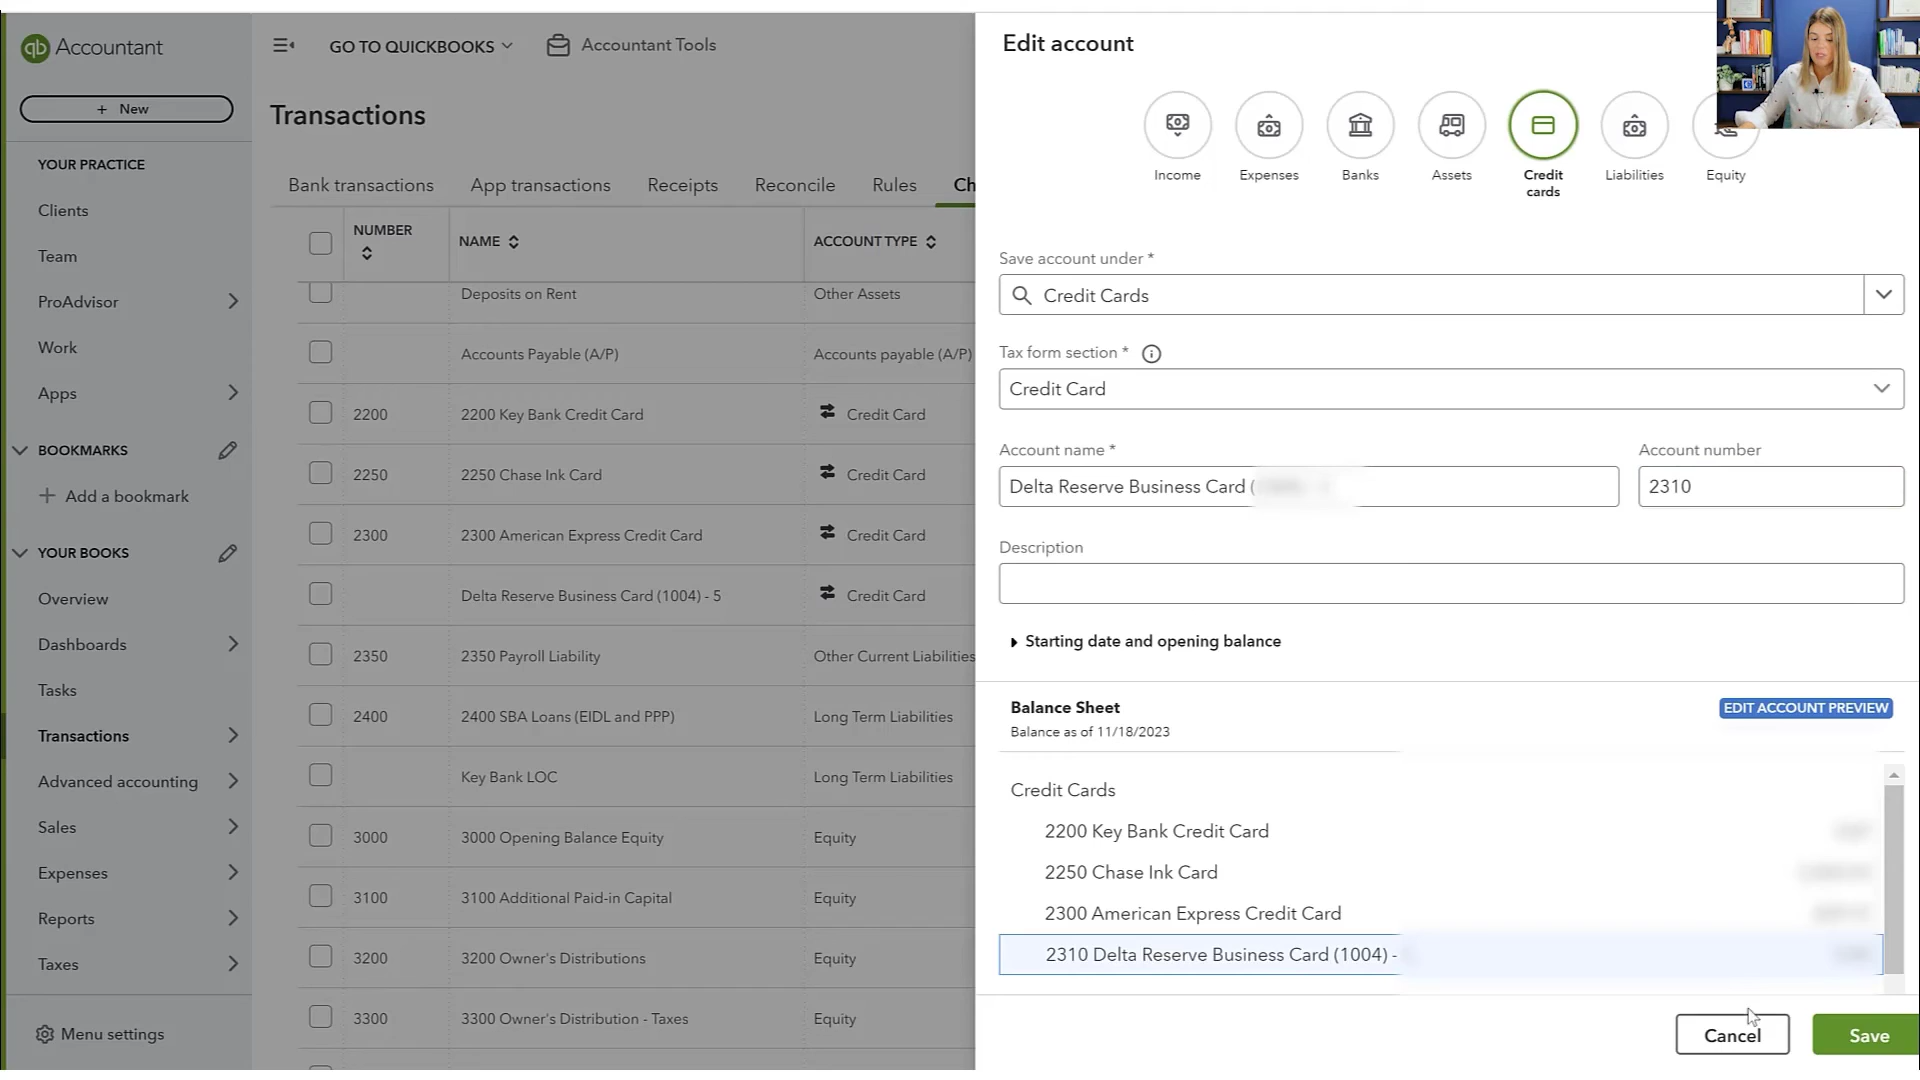 qb Accountant
+ New
YOUR PRACTICE
Clients
Team
ProAdvisor
Work
Apps
BOOKMARKS
+ Add a bookmark
YOUR BOOKS
Overview
Dashboards
Tasks
Transactions
Advanced accounting
Sales
Expenses
Reports
Taxes
Menu settings
GO TO QUICKBOOKS
Accountant Tools
Transactions
Bank transactions App transactions Receipts Reconcile Rules Ch
NUMBER NAME ACCOUNT TYPE
Deposits on Rent Other Assets
Accounts Payable (A/P) Accounts payable (A/P)
2200 2200 Key Bank Credit Card Credit Card
2250 2250 Chase Ink Card Credit Card
2300 2300 American Express Credit Card Credit Card
Delta Reserve Business Card (1004) - 5 Credit Card
2350 2350 Payroll Liability Other Current Liabilities
2400 2400 SBA Loans (EIDL and PPP) Long Term Liabilities
Key Bank LOC Long Term Liabilities
3000 3000 Opening Balance Equity Equity
3100 3100 Additional Paid-in Capital Equity
3200 3200 Owner's Distributions Equity
3300 3300 Owner's Distribution - Taxes Equity
Edit account
Income Expenses Banks Assets Credit cards Liabilities Equity
Save account under *
Credit Cards
Tax form section *
Credit Card
Account name * Account number
Delta Reserve Business Card ( 2310
Description
Starting date and opening balance
Balance Sheet EDIT ACCOUNT PREVIEW
Balance as of 11/18/2023
Credit Cards
2200 Key Bank Credit Card
2250 Chase Ink Card
2300 American Express Credit Card
2310 Delta Reserve Business Card (1004) -
Cancel Save